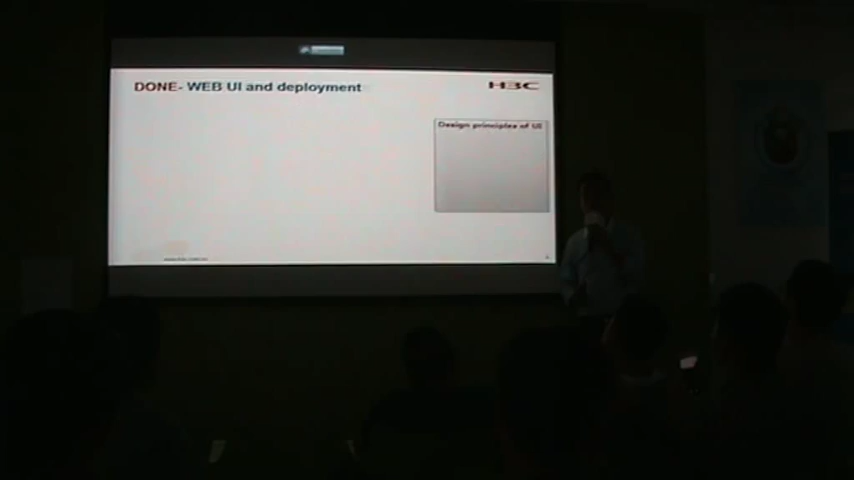 DONE- WEB UI and deployment
H3C
Design principles of UI